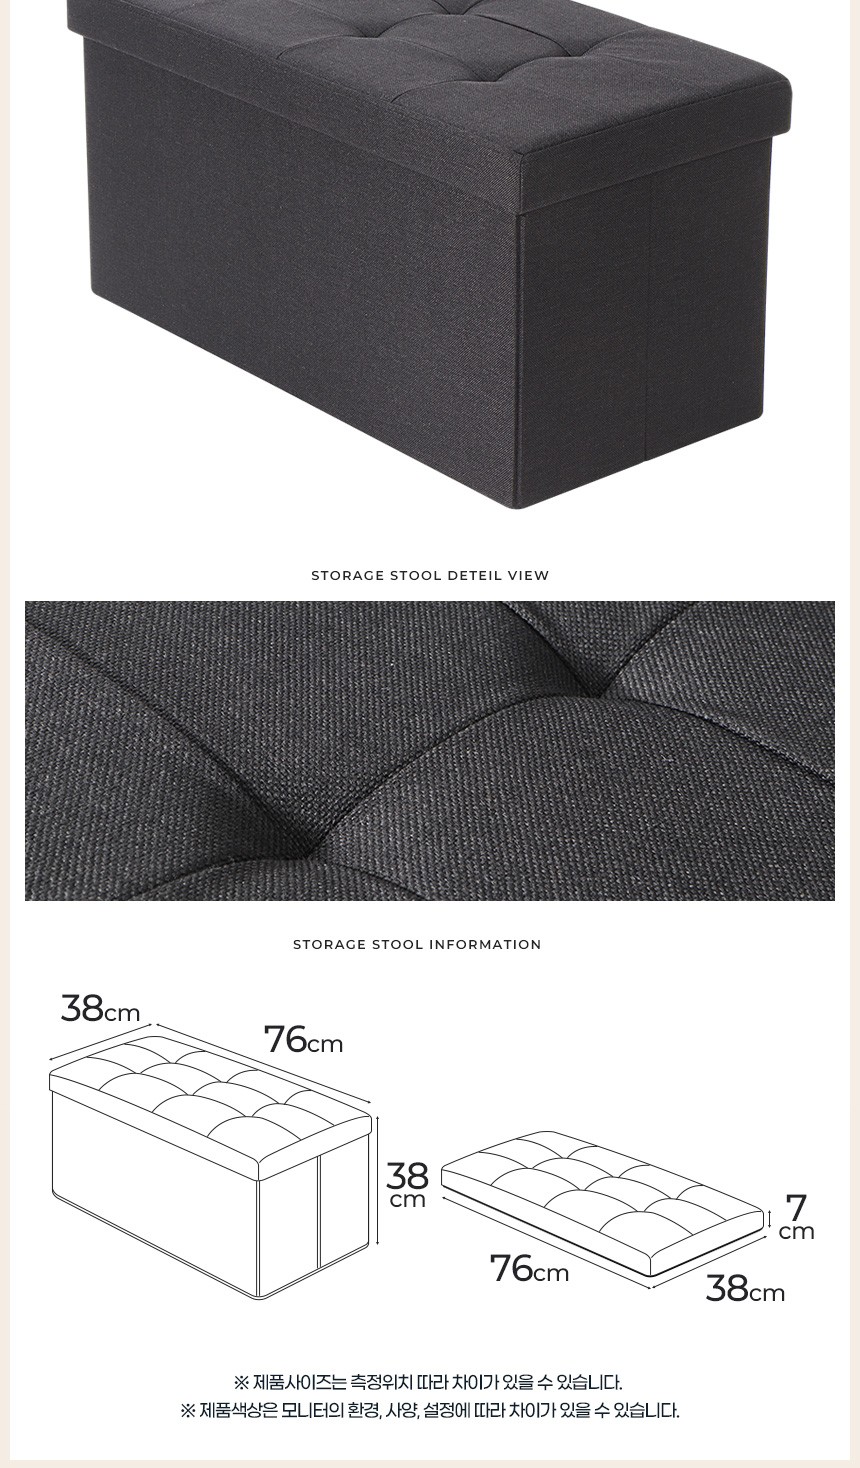 STORAGE STOOL DETEIL VIEW
STORAGE STOOL INFORMATION
38cm
76cm
38
cm
7
cm
76cm
38cm
※ 제품사이즈는 측정위치 따라 차이가 있을 수 있습니다.
※ 제품색상은 모니터의 환경, 사양, 설정에 따라 차이가 있을 수 있습니다.